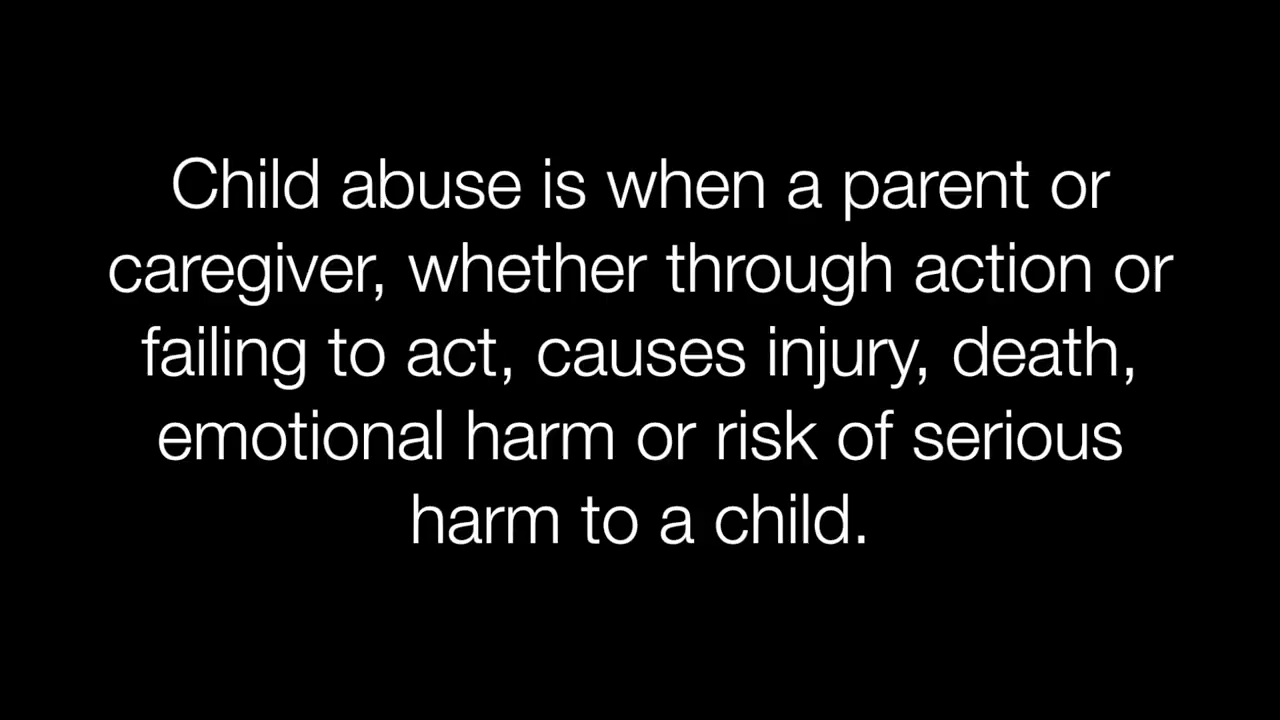 Child abuse is when a parent or
caregiver, whether through action or
failing to act, causes injury, death,
emotional harm or risk of serious
harm to a child.